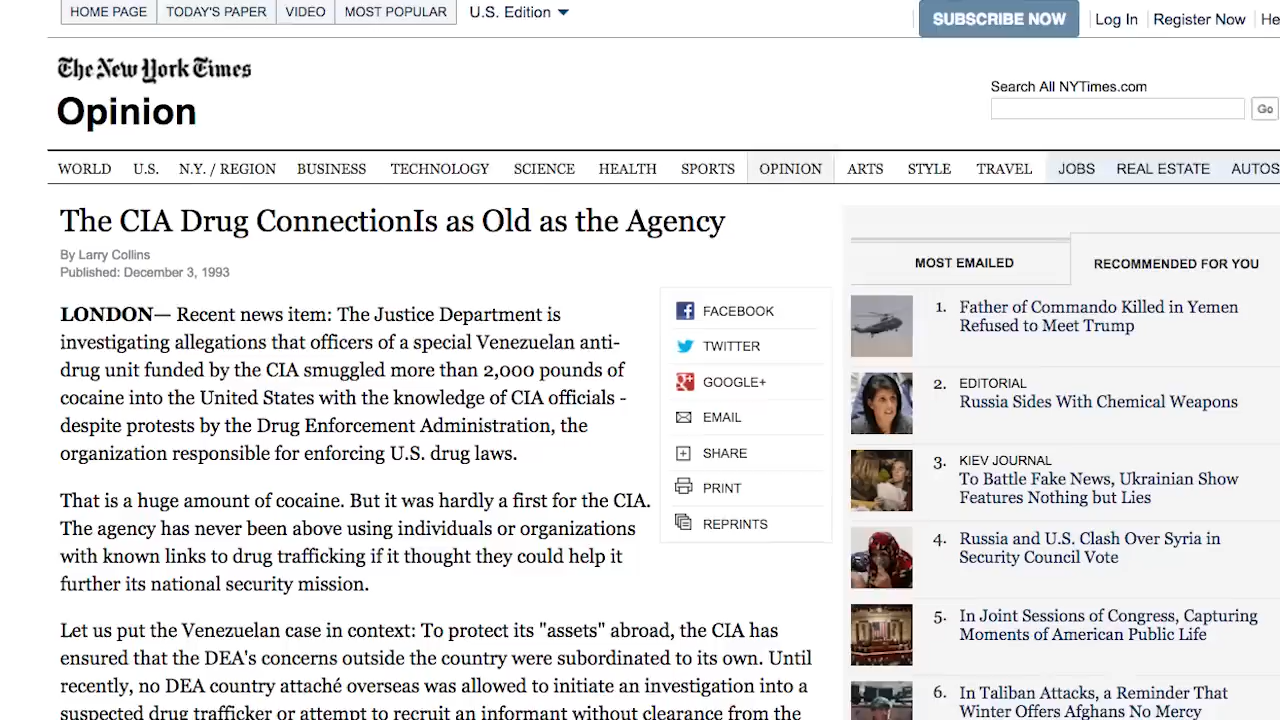 HOME PAGE TODAY'S PAPER VIDEO MOST POPULAR U.S. Edition
SUBSCRIBE NOW Log In Register Now He
The New York Times
Opinion
Search All NYTimes.com
Go
WORLD U.S. N.Y. / REGION BUSINESS TECHNOLOGY SCIENCE HEALTH SPORTS OPINION ARTS STYLE TRAVEL JOBS REAL ESTATE AUTOS
The CIA Drug ConnectionIs as Old as the Agency
By Larry Collins
Published: December 3, 1993
LONDON— Recent news item: The Justice Department is
investigating allegations that officers of a special Venezuelan anti-
drug unit funded by the CIA smuggled more than 2,000 pounds of
cocaine into the United States with the knowledge of CIA officials -
despite protests by the Drug Enforcement Administration, the
organization responsible for enforcing U.S. drug laws.
That is a huge amount of cocaine. But it was hardly a first for the CIA.
The agency has never been above using individuals or organizations
with known links to drug trafficking if it thought they could help it
further its national security mission.
Let us put the Venezuelan case in context: To protect its "assets" abroad, the CIA has
ensured that the DEA's concerns outside the country were subordinated to its own. Until
recently, no DEA country attaché overseas was allowed to initiate an investigation into a
suspected drug trafficker or attempt to recruit an informant without clearance from the
FACEBOOK
TWITTER
GOOGLE+
EMAIL
SHARE
PRINT
REPRINTS
MOST EMAILED
RECOMMENDED FOR YOU
1. Father of Commando Killed in Yemen
Refused to Meet Trump
2. EDITORIAL
Russia Sides With Chemical Weapons
3. KIEV JOURNAL
To Battle Fake News, Ukrainian Show
Features Nothing but Lies
4. Russia and U.S. Clash Over Syria in
Security Council Vote
5. In Joint Sessions of Congress, Capturing
Moments of American Public Life
6. In Taliban Attacks, a Reminder That
Winter Offers Afghans No Mercy